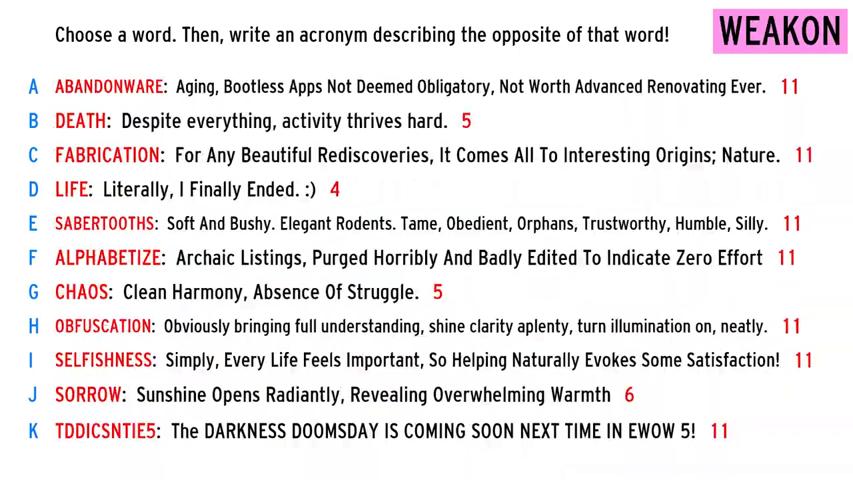 Choose a word. Then, write an acronym describing the opposite of that word!
WEAKON
A ABANDONWARE: Aging, Bootless Apps Not Deemed Obligatory, Not Worth Advanced Renovating Ever. 11
B DEATH: Despite everything, activity thrives hard. 5
C FABRICATION: For Any Beautiful Rediscoveries, It Comes All To Interesting Origins; Nature. 11
D LIFE: Literally, I Finally Ended. :) 4
E SABERTOOTHS: Soft And Bushy. Elegant Rodents. Tame, Obedient, Orphans, Trustworthy, Humble, Silly. 11
F ALPHABETIZE: Archaic Listings, Purged Horribly And Badly Edited To Indicate Zero Effort 11
G CHAOS: Clean Harmony, Absence Of Struggle. 5
H OBFUSCATION: Obviously bringing full understanding, shine clarity aplenty, turn illumination on, neatly. 11
I SELFISHNESS: Simply, Every Life Feels Important, So Helping Naturally Evokes Some Satisfaction! 11
J SORROW: Sunshine Opens Radiantly, Revealing Overwhelming Warmth 6
K TDDICSNTIE5: The DARKNESS DOOMSDAY IS COMING SOON NEXT TIME IN EWOW 5! 11